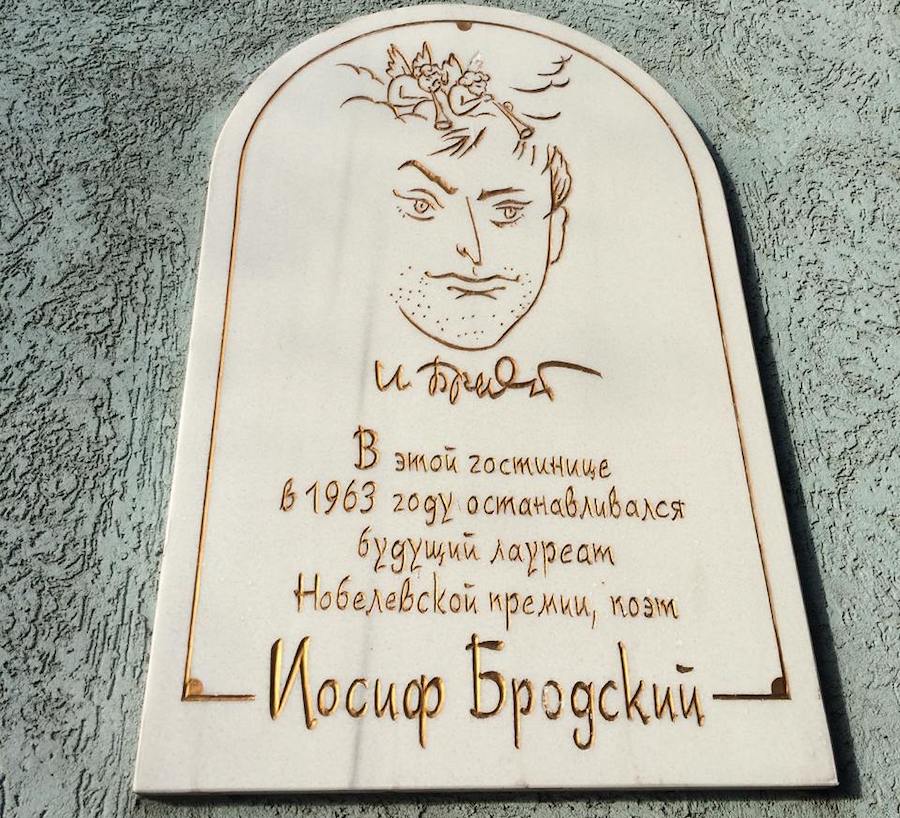 В этой гостинице
в 1963 году останавливался
будущий лауреат
Нобелевской премии, поэт
Иосиф Бродский